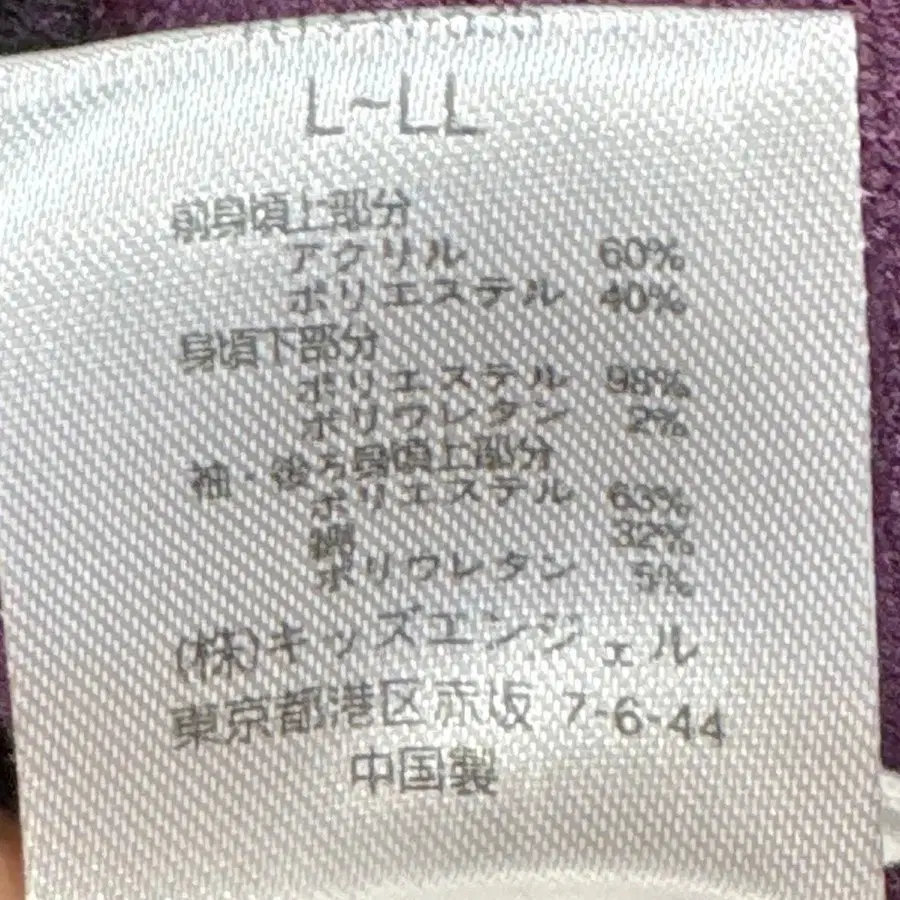 L~LL
前身頃上部分
アクリル 60%
ポリエステル 40%
身頃下部分
ポリエステル 98%
ポリウレタン 2%
袖・後ろ身頃上部分
ポリエステル 63%
綿 32%
ポリウレタン 5%
(株)キッズエンジェル
東京都港区赤坂 7-6-44
中国製